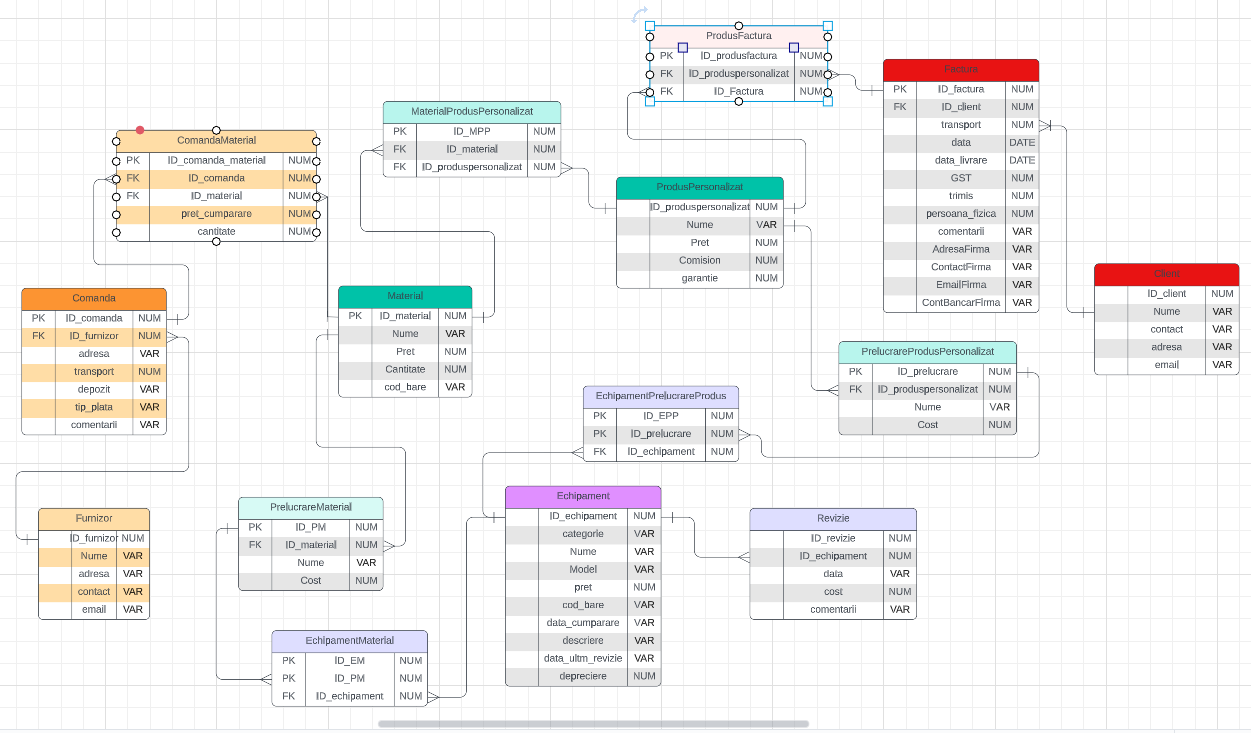 ProdusFactura
PK ID_produsfactura NUM
FK ID_produspersonalizat NUM
FK ID_Factura NUM
Factura
PK ID_factura NUM
FK ID_client NUM
transport NUM
data DATE
data_livrare DATE
GST NUM
trimis NUM
persoana_fizica NUM
comentarii VAR
AdresaFirma VAR
ContactFirma VAR
EmailFirma VAR
ContBancarFirma VAR
MaterialProdusPersonalizat
PK ID_MPP NUM
FK ID_material NUM
FK ID_produspersonalizat NUM
ComandaMaterial
PK ID_comanda_material NUM
FK ID_comanda NUM
FK ID_material NUM
pret_cumparare NUM
cantitate NUM
ProdusPersonalizat
ID_produspersonalizat NUM
Nume VAR
Pret NUM
Comision NUM
garantie NUM
Client
ID_client NUM
Nume VAR
contact VAR
adresa VAR
email VAR
Comanda
PK ID_comanda NUM
FK ID_furnizor NUM
adresa VAR
transport NUM
depozit VAR
tip_plata VAR
comentarii VAR
Material
PK ID_material NUM
Nume VAR
Pret NUM
Cantitate NUM
cod_bare VAR
PrelucrareProdusPersonalizat
PK ID_prelucrare NUM
FK ID_produspersonalizat NUM
Nume VAR
Cost NUM
EchipamentPrelucrareProdus
PK ID_EPP NUM
PK ID_prelucrare NUM
FK ID_echipament NUM
Furnizor
ID_furnizor NUM
Nume VAR
adresa VAR
contact VAR
email VAR
PrelucrareMaterial
PK ID_PM NUM
FK ID_material NUM
Nume VAR
Cost NUM
Echipament
ID_echipament NUM
categorie VAR
Nume VAR
Model VAR
pret NUM
cod_bare VAR
data_cumparare VAR
descriere VAR
data_ultm_revizie VAR
depreciere NUM
Revizie
ID_revizie NUM
ID_echipament NUM
data VAR
cost NUM
comentarii VAR
EchipamentMaterial
PK ID_EM NUM
PK ID_PM NUM
FK ID_echipament NUM